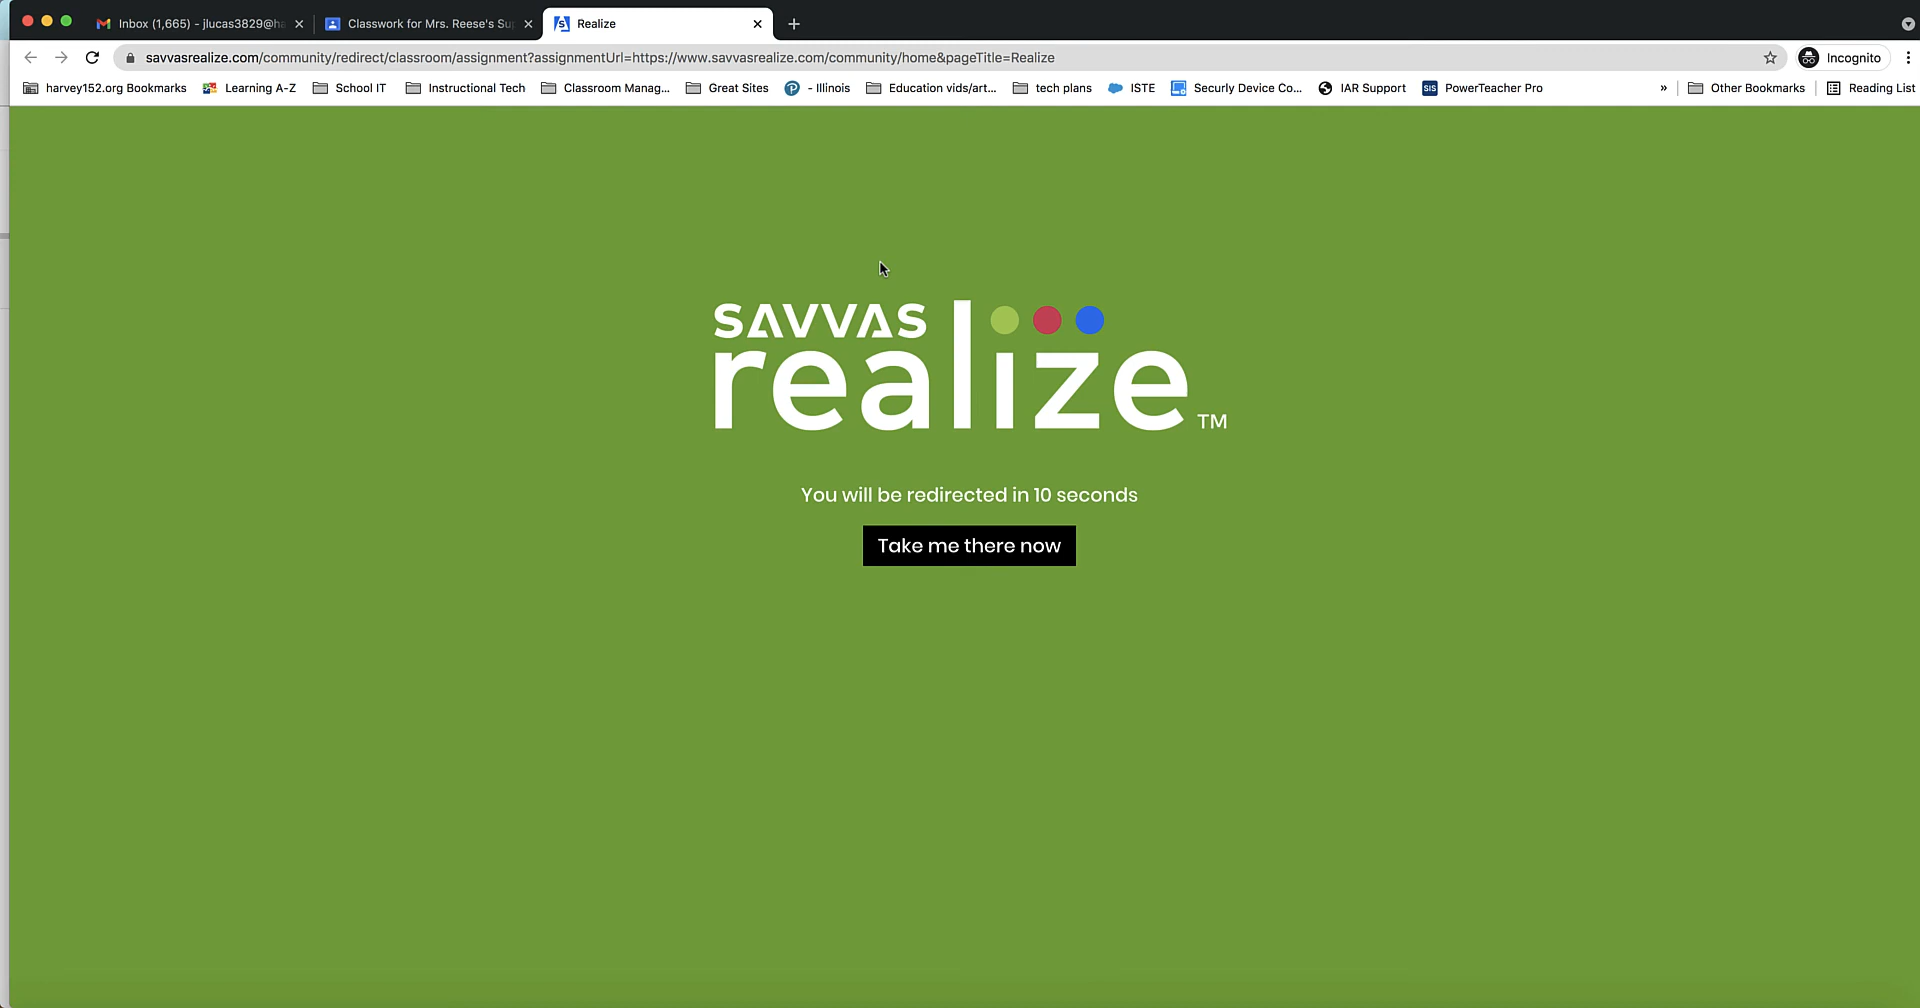 Inbox (1,665) - jlucas3829@ha
Classwork for Mrs. Reese's Su
Realize
savvasrealize.com/community/redirect/classroom/assignment?assignmentUrl=https://www.savvasrealize.com/community/home&pageTitle=Realize
Incognito
harvey152.org Bookmarks
Learning A-Z
School IT
Instructional Tech
Classroom Manag...
Great Sites
- Illinois
Education vids/art...
tech plans
ISTE
Securly Device Co...
IAR Support
SIS
PowerTeacher Pro
»
Other Bookmarks
Reading List
SAVVAS
realize TM
You will be redirected in 10 seconds
Take me there now